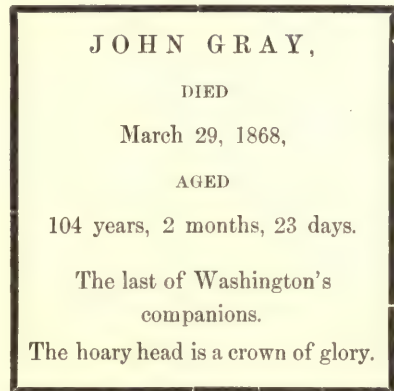 JOHN GRAY,
DIED
March 29, 1868,
AGED
104 years, 2 months, 23 days.
The last of Washington's
companions.
The hoary head is a crown of glory.